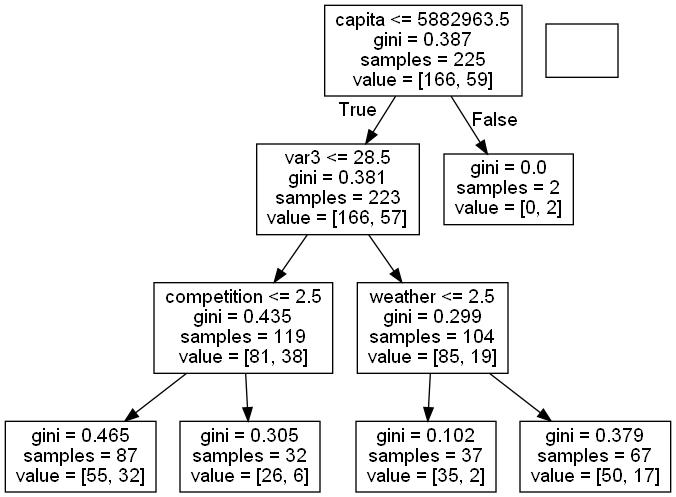 capita <= 5882963.5
gini = 0.387
samples = 225
value = [166, 59]
True
False
var3 <= 28.5
gini = 0.381
samples = 223
value = [166, 57]
gini = 0.0
samples = 2
value = [0, 2]
competition <= 2.5
gini = 0.435
samples = 119
value = [81, 38]
weather <= 2.5
gini = 0.299
samples = 104
value = [85, 19]
gini = 0.465
samples = 87
value = [55, 32]
gini = 0.305
samples = 32
value = [26, 6]
gini = 0.102
samples = 37
value = [35, 2]
gini = 0.379
samples = 67
value = [50, 17]